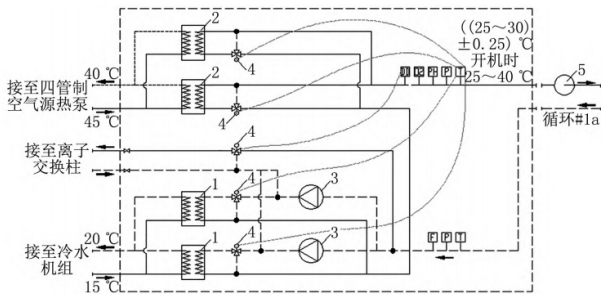 2
((25～30)
±0.25) ℃
开机时
25～40 ℃
4
40 ℃
2
5
接至四管制
空气源热泵
45 ℃
4
循环#1a
4
接至离子
交换柱
4
1
3
F P T
20 ℃
1
4
3
接至冷水
机组
15 ℃